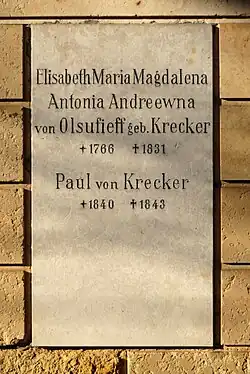 Elisabeth Maria Magdalena
Antonia Andreewna
von Olsufieff geb. Krecker
+1766 †1831
Paul von Krecker
+1840 †1843